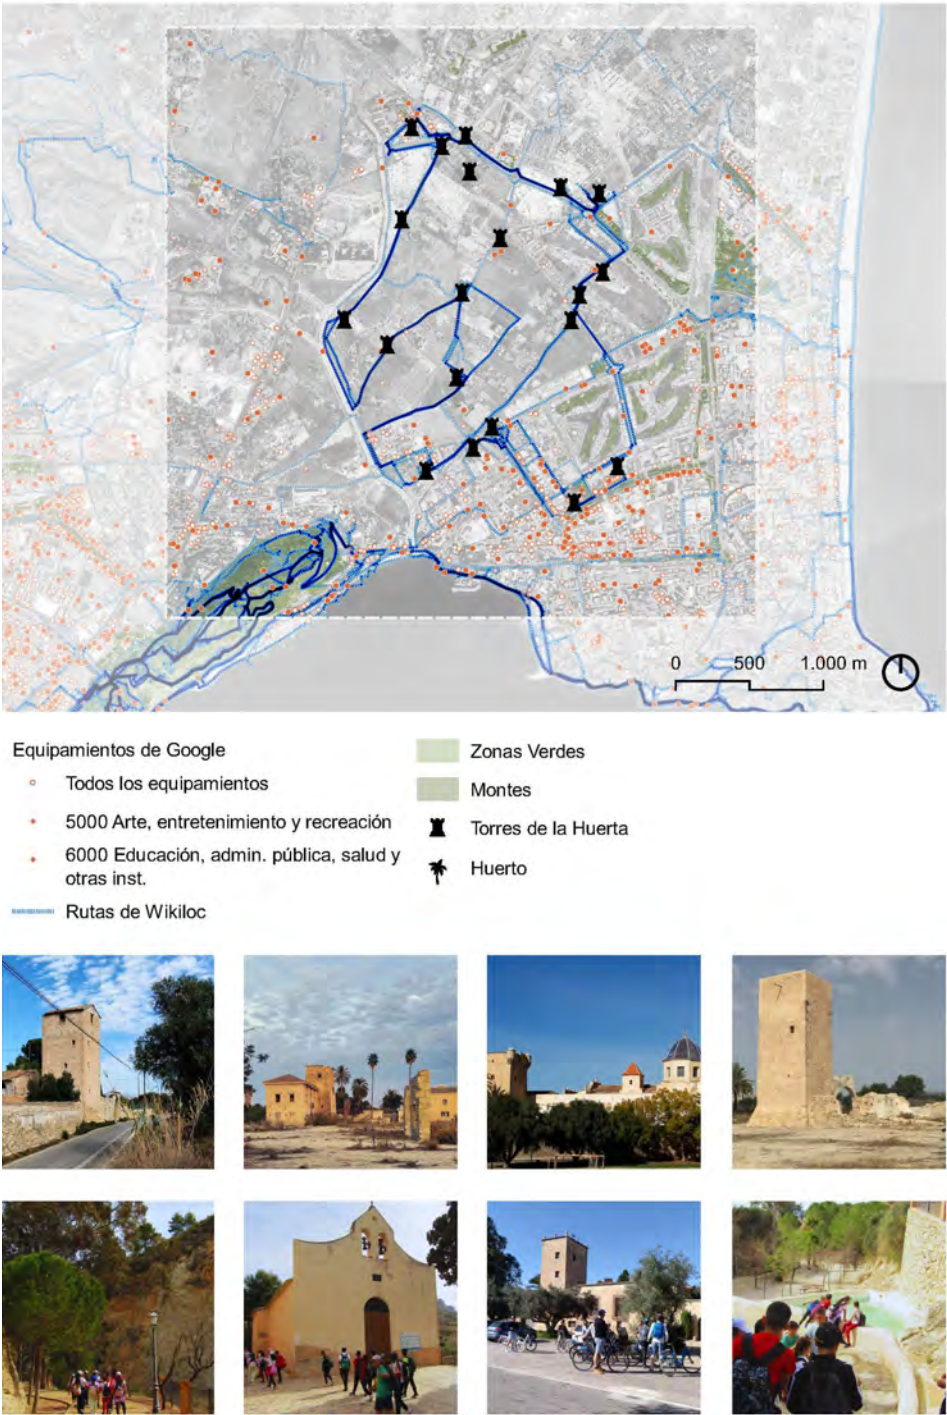 0 500 1.000 m
Equipamientos de Google
Todos los equipamientos
5000 Arte, entretenimiento y recreación
6000 Educación, admin. pública, salud y
otras inst.
Rutas de Wikiloc
Zonas Verdes
Montes
Torres de la Huerta
Huerto